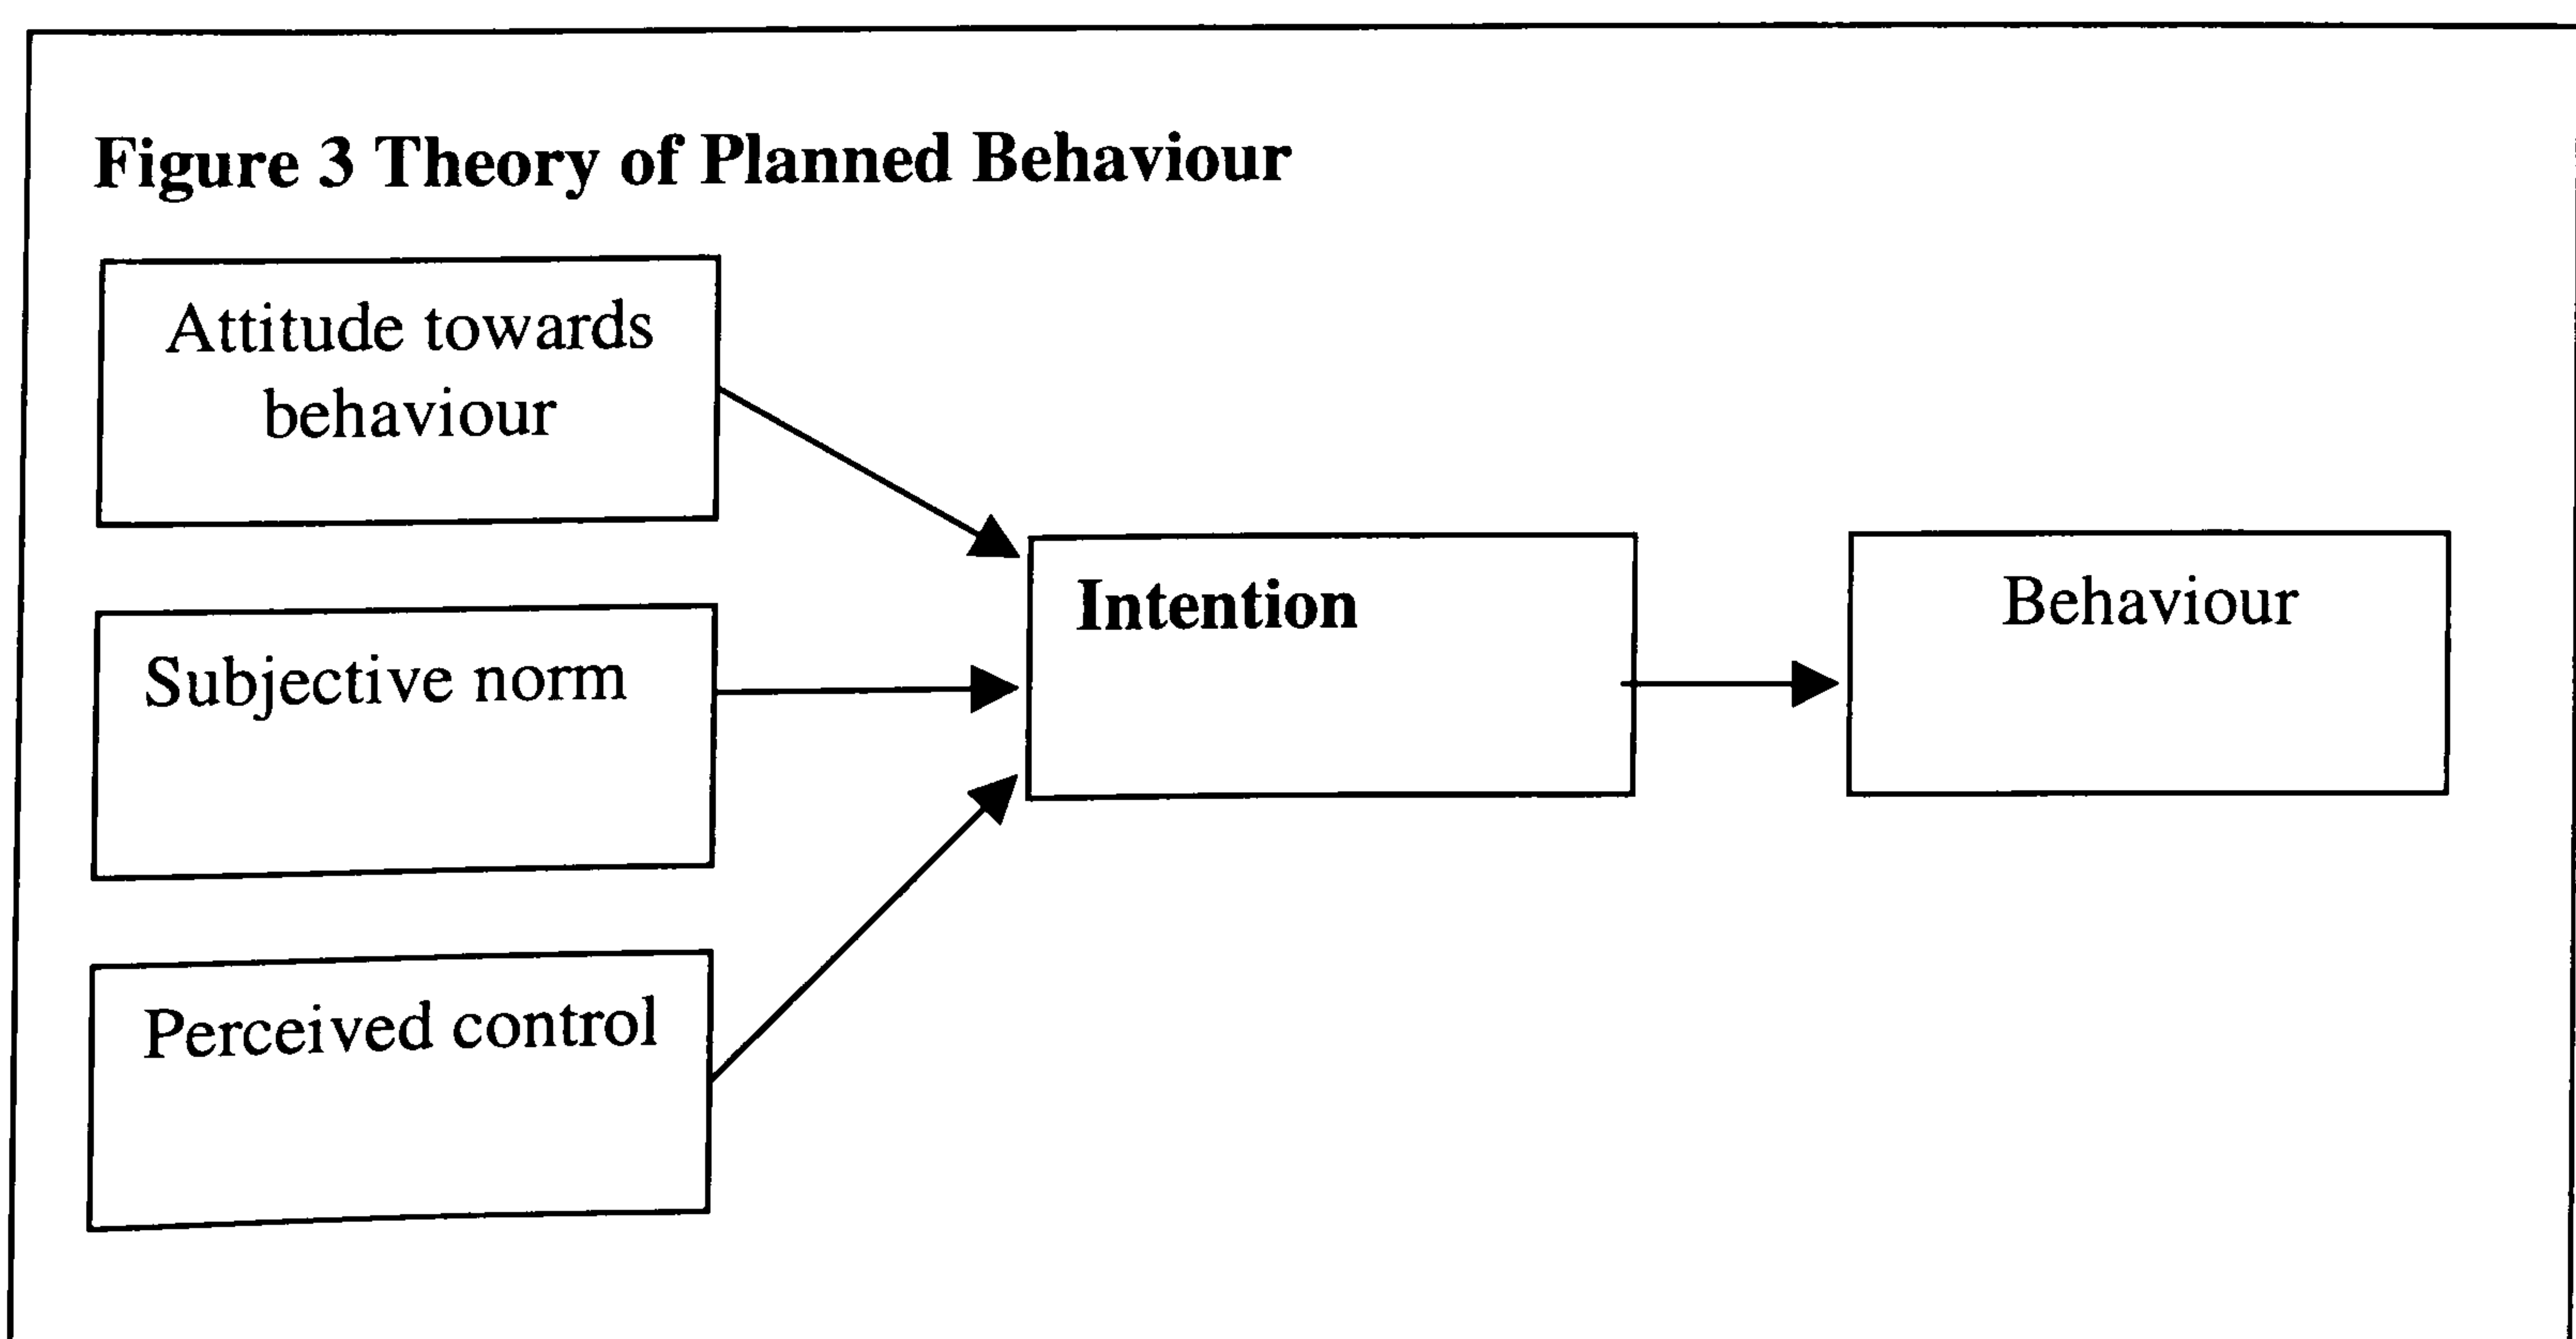 Figure 3 Theory of Planned Behaviour
Attitude towards
behaviour
Subjective norm
Perceived control
Intention
Behaviour